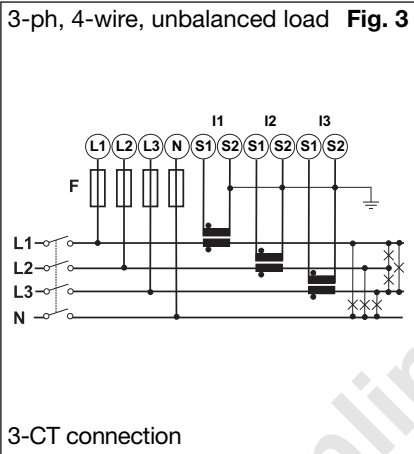 3-ph, 4-wire, unbalanced load Fig. 3
I1 I2 I3
L1 L2 L3 N S1 S2 S1 S2 S1 S2
F
L1
L2
L3
N
3-CT connection